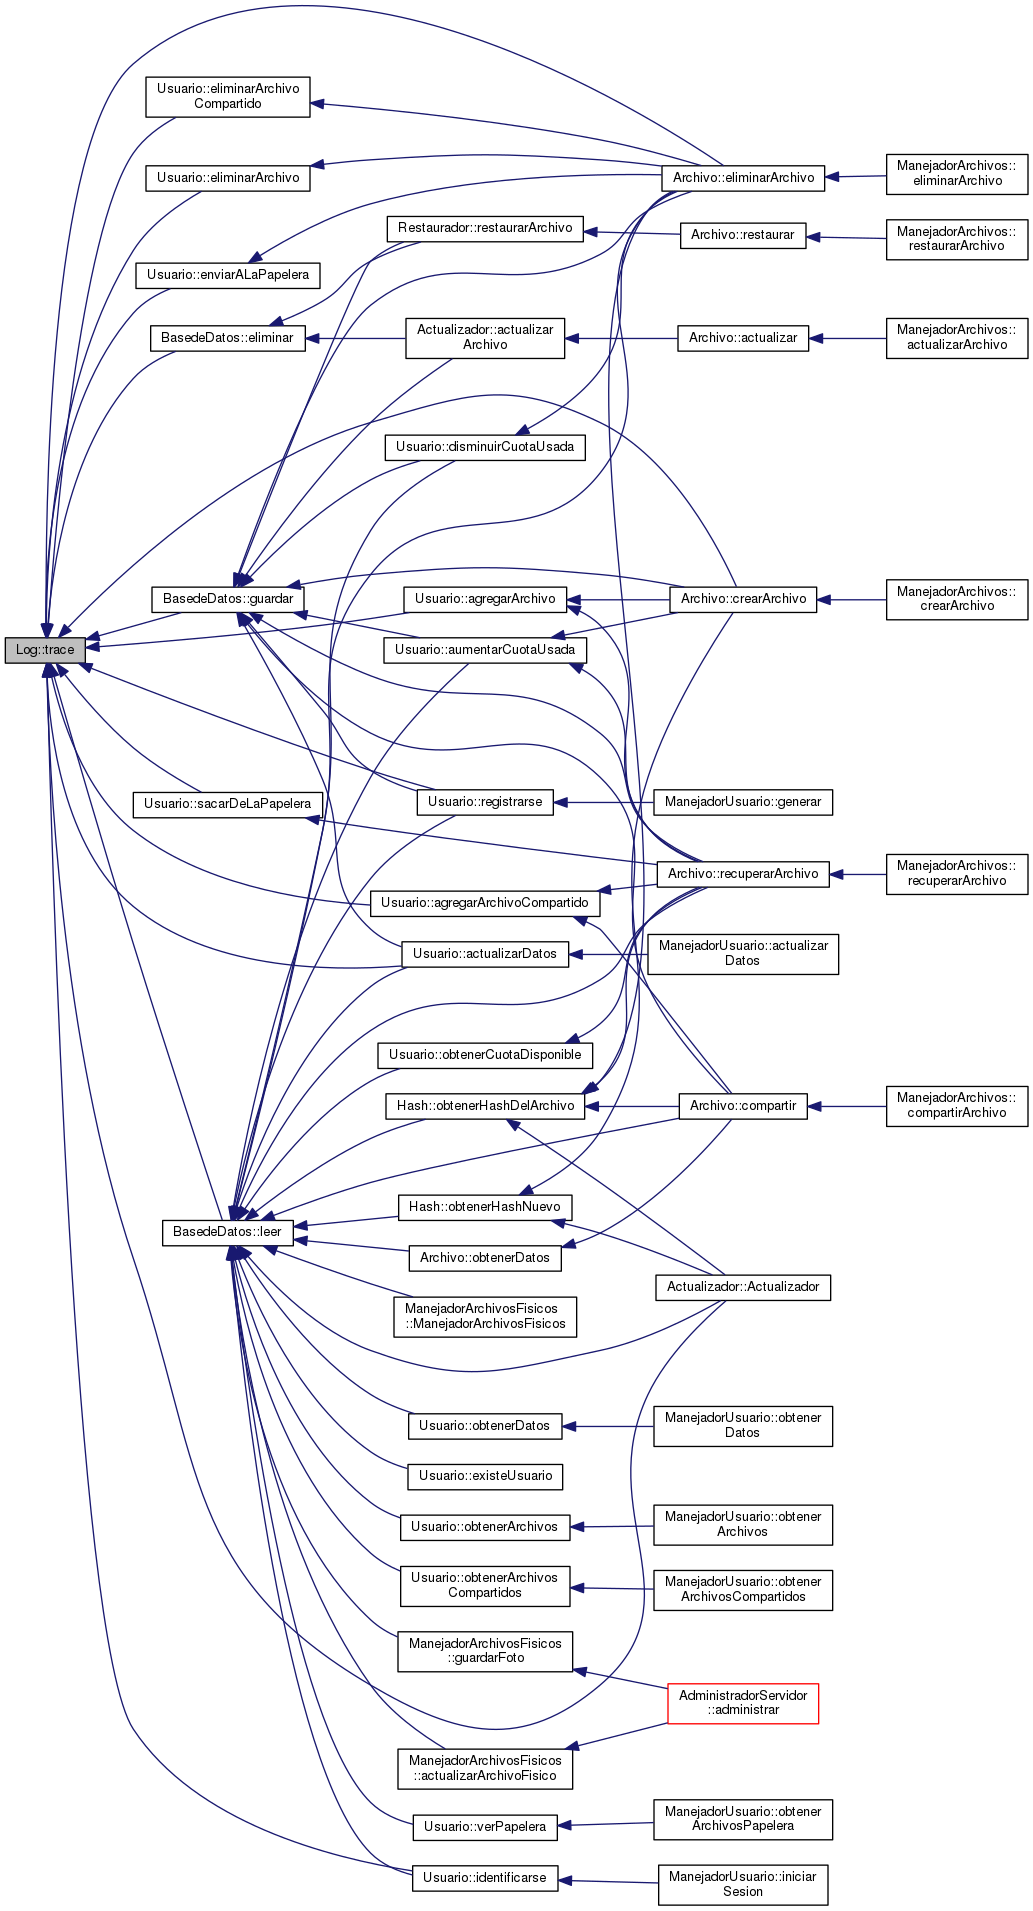 Usuario::eliminarArchivo
Compartido
Archivo::eliminarArchivo
ManejadorArchivos::
eliminarArchivo
Usuario::eliminarArchivo
Restaurador::restaurarArchivo
Archivo::restaurar
ManejadorArchivos::
restaurarArchivo
Usuario::enviarALaPapelera
BasedeDatos::eliminar
Actualizador::actualizar
Archivo
Archivo::actualizar
ManejadorArchivos::
actualizarArchivo
Usuario::disminuirCuotaUsada
BasedeDatos::guardar
Usuario::agregarArchivo
Archivo::crearArchivo
ManejadorArchivos::
crearArchivo
Log::trace
Usuario::aumentarCuotaUsada
Usuario::sacarDeLaPapelera
Usuario::registrarse
ManejadorUsuario::generar
Archivo::recuperarArchivo
ManejadorArchivos::
recuperarArchivo
Usuario::agregarArchivoCompartido
Usuario::actualizarDatos
ManejadorUsuario::actualizar
Datos
Usuario::obtenerCuotaDisponible
Hash::obtenerHashDelArchivo
Archivo::compartir
ManejadorArchivos::
compartirArchivo
BasedeDatos::leer
Hash::obtenerHashNuevo
Archivo::obtenerDatos
Actualizador::Actualizador
ManejadorArchivosFisicos
::ManejadorArchivosFisicos
Usuario::obtenerDatos
ManejadorUsuario::obtener
Datos
Usuario::existeUsuario
Usuario::obtenerArchivos
ManejadorUsuario::obtener
Archivos
Usuario::obtenerArchivos
Compartidos
ManejadorUsuario::obtener
ArchivosCompartidos
ManejadorArchivosFisicos
::guardarFoto
AdministradorServidor
::administrar
ManejadorArchivosFisicos
::actualizarArchivoFisico
Usuario::verPapelera
ManejadorUsuario::obtener
ArchivosPapelera
Usuario::identificarse
ManejadorUsuario::iniciar
Sesion